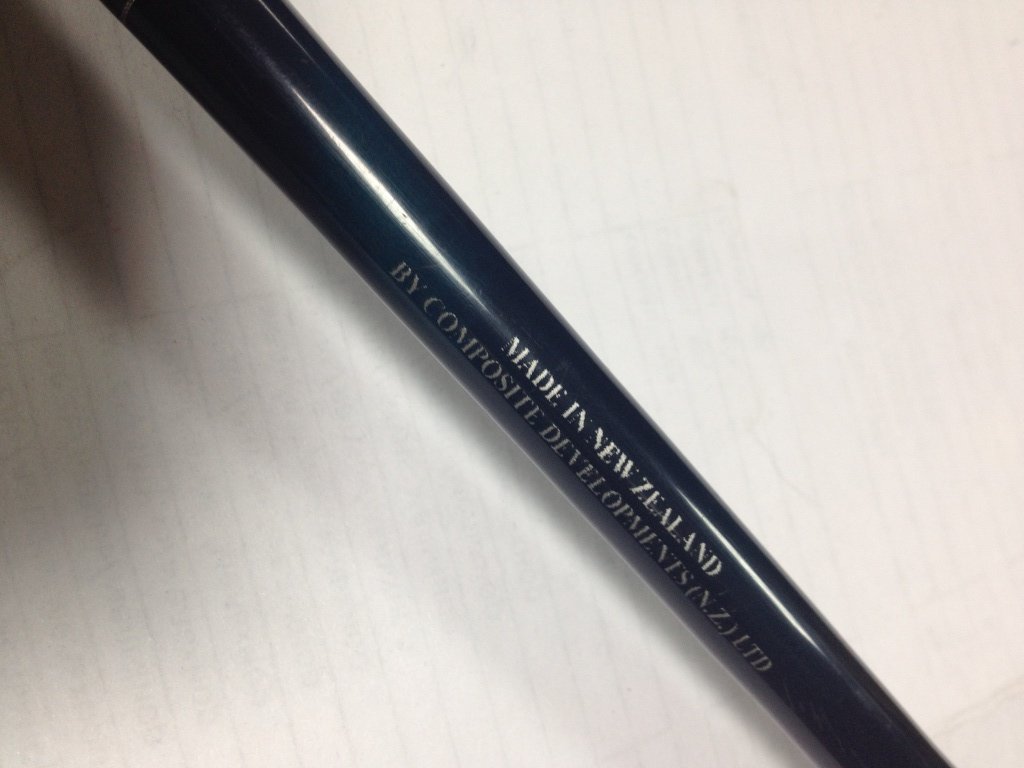 MADE IN NEW ZEALAND
BY COMPOSITE DEVELOPMENTS (N.Z.) LTD